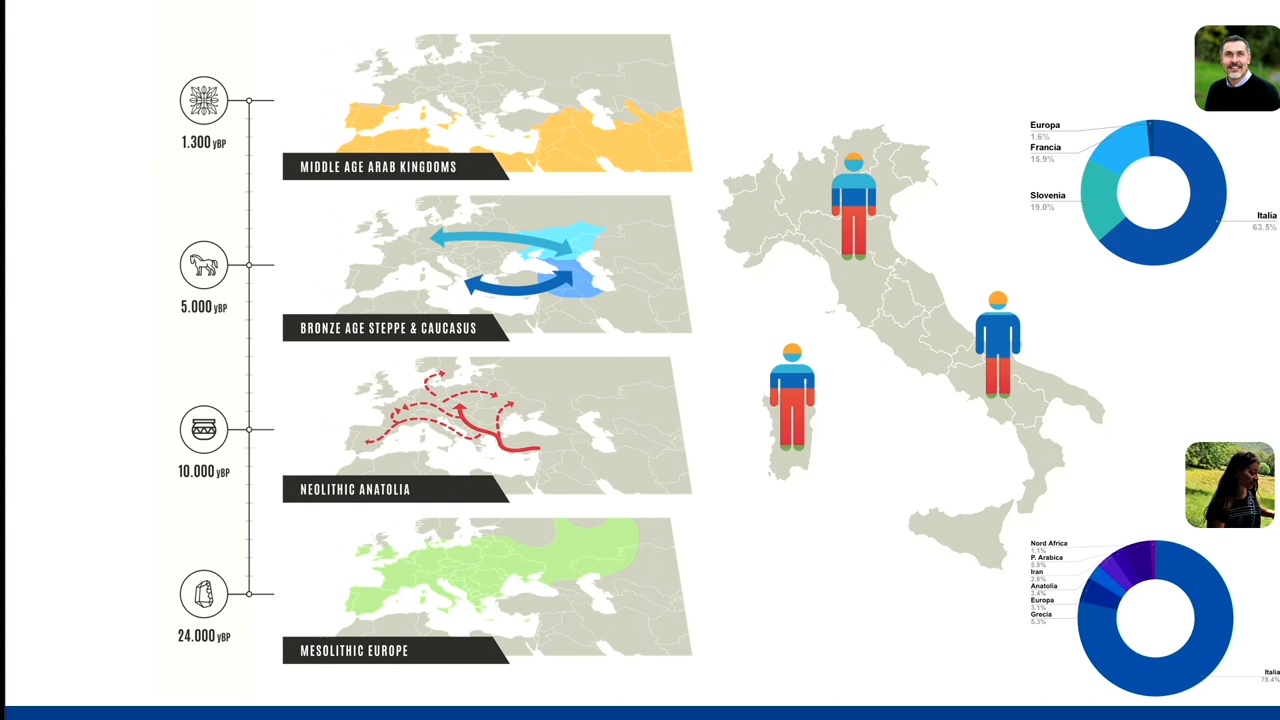 1.300 yBP
MIDDLE AGE ARAB KINGDOMS
5.000 yBP
BRONZE AGE STEPPE & CAUCASUS
10.000 yBP
NEOLITHIC ANATOLIA
24.000 yBP
MESOLITHIC EUROPE
Europa
1.6%
Francia
15.9%
Slovenia
19.0%
Italia
63.5%
Nord Africa
1.1%
P. Arabica
5.8%
Iran
2.8%
Anatolia
3.4%
Europa
3.1%
Grecia
5.3%
Italia
78.4%